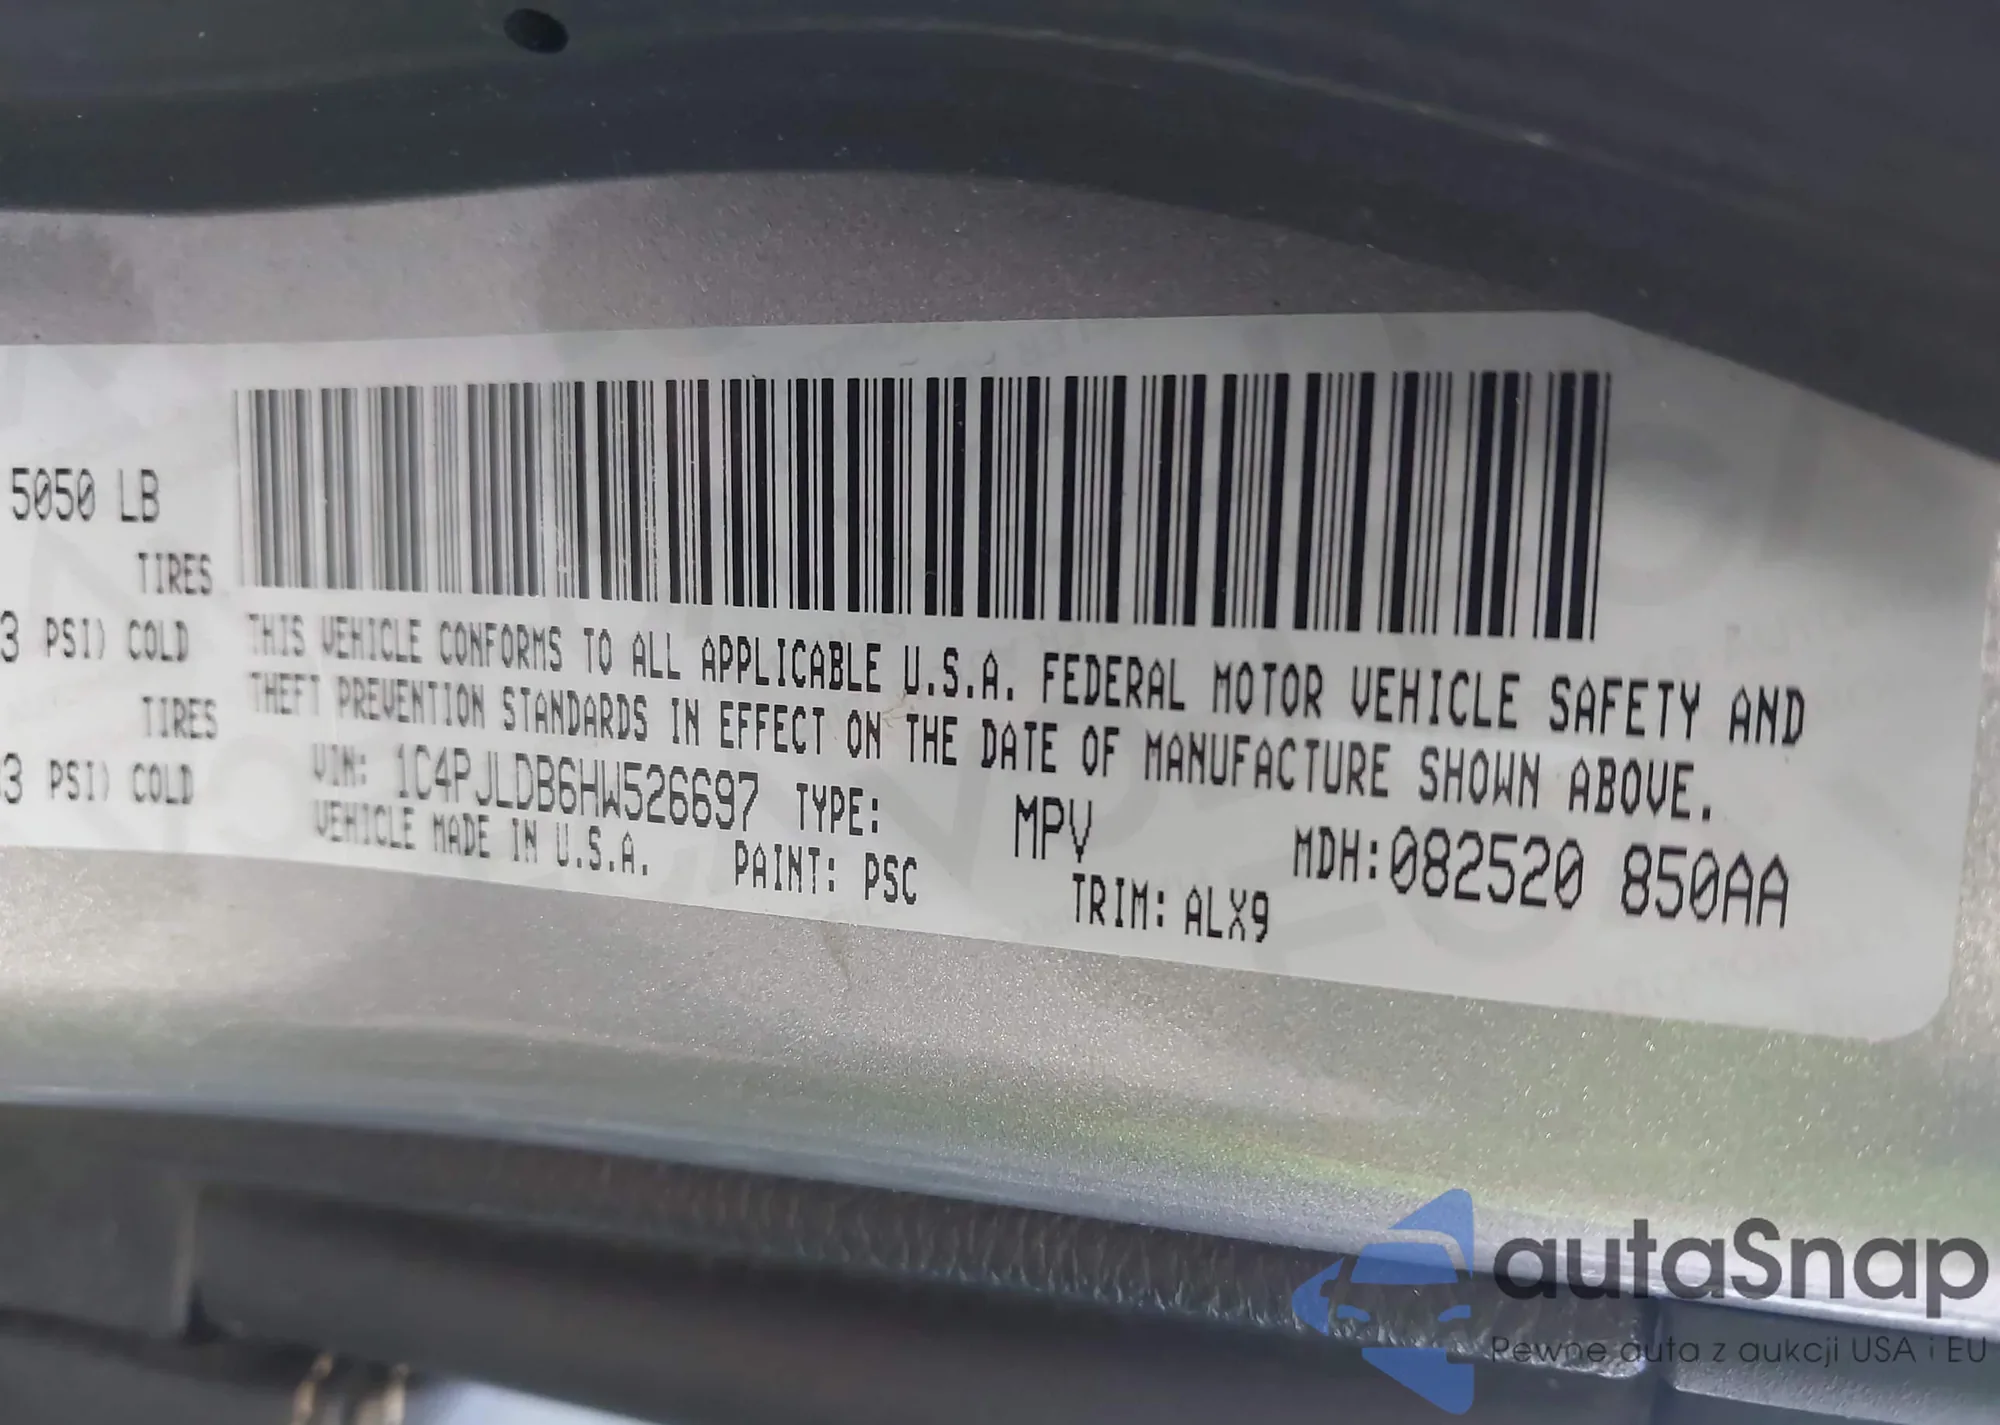 5050 LB
TIRES
3 PSI) COLD
TIRES
3 PSI) COLD
THIS VEHICLE CONFORMS TO ALL APPLICABLE U.S.A. FEDERAL MOTOR VEHICLE SAFETY AND
THEFT PREVENTION STANDARDS IN EFFECT ON THE DATE OF MANUFACTURE SHOWN ABOVE.
VIN: 1C4PJLDB6HW526697 TYPE: MPV MDH:082520 850AA
VEHICLE MADE IN U.S.A. PAINT: PSC TRIM: ALX9
autaSnap
Pewne auta z aukcji USA i EU